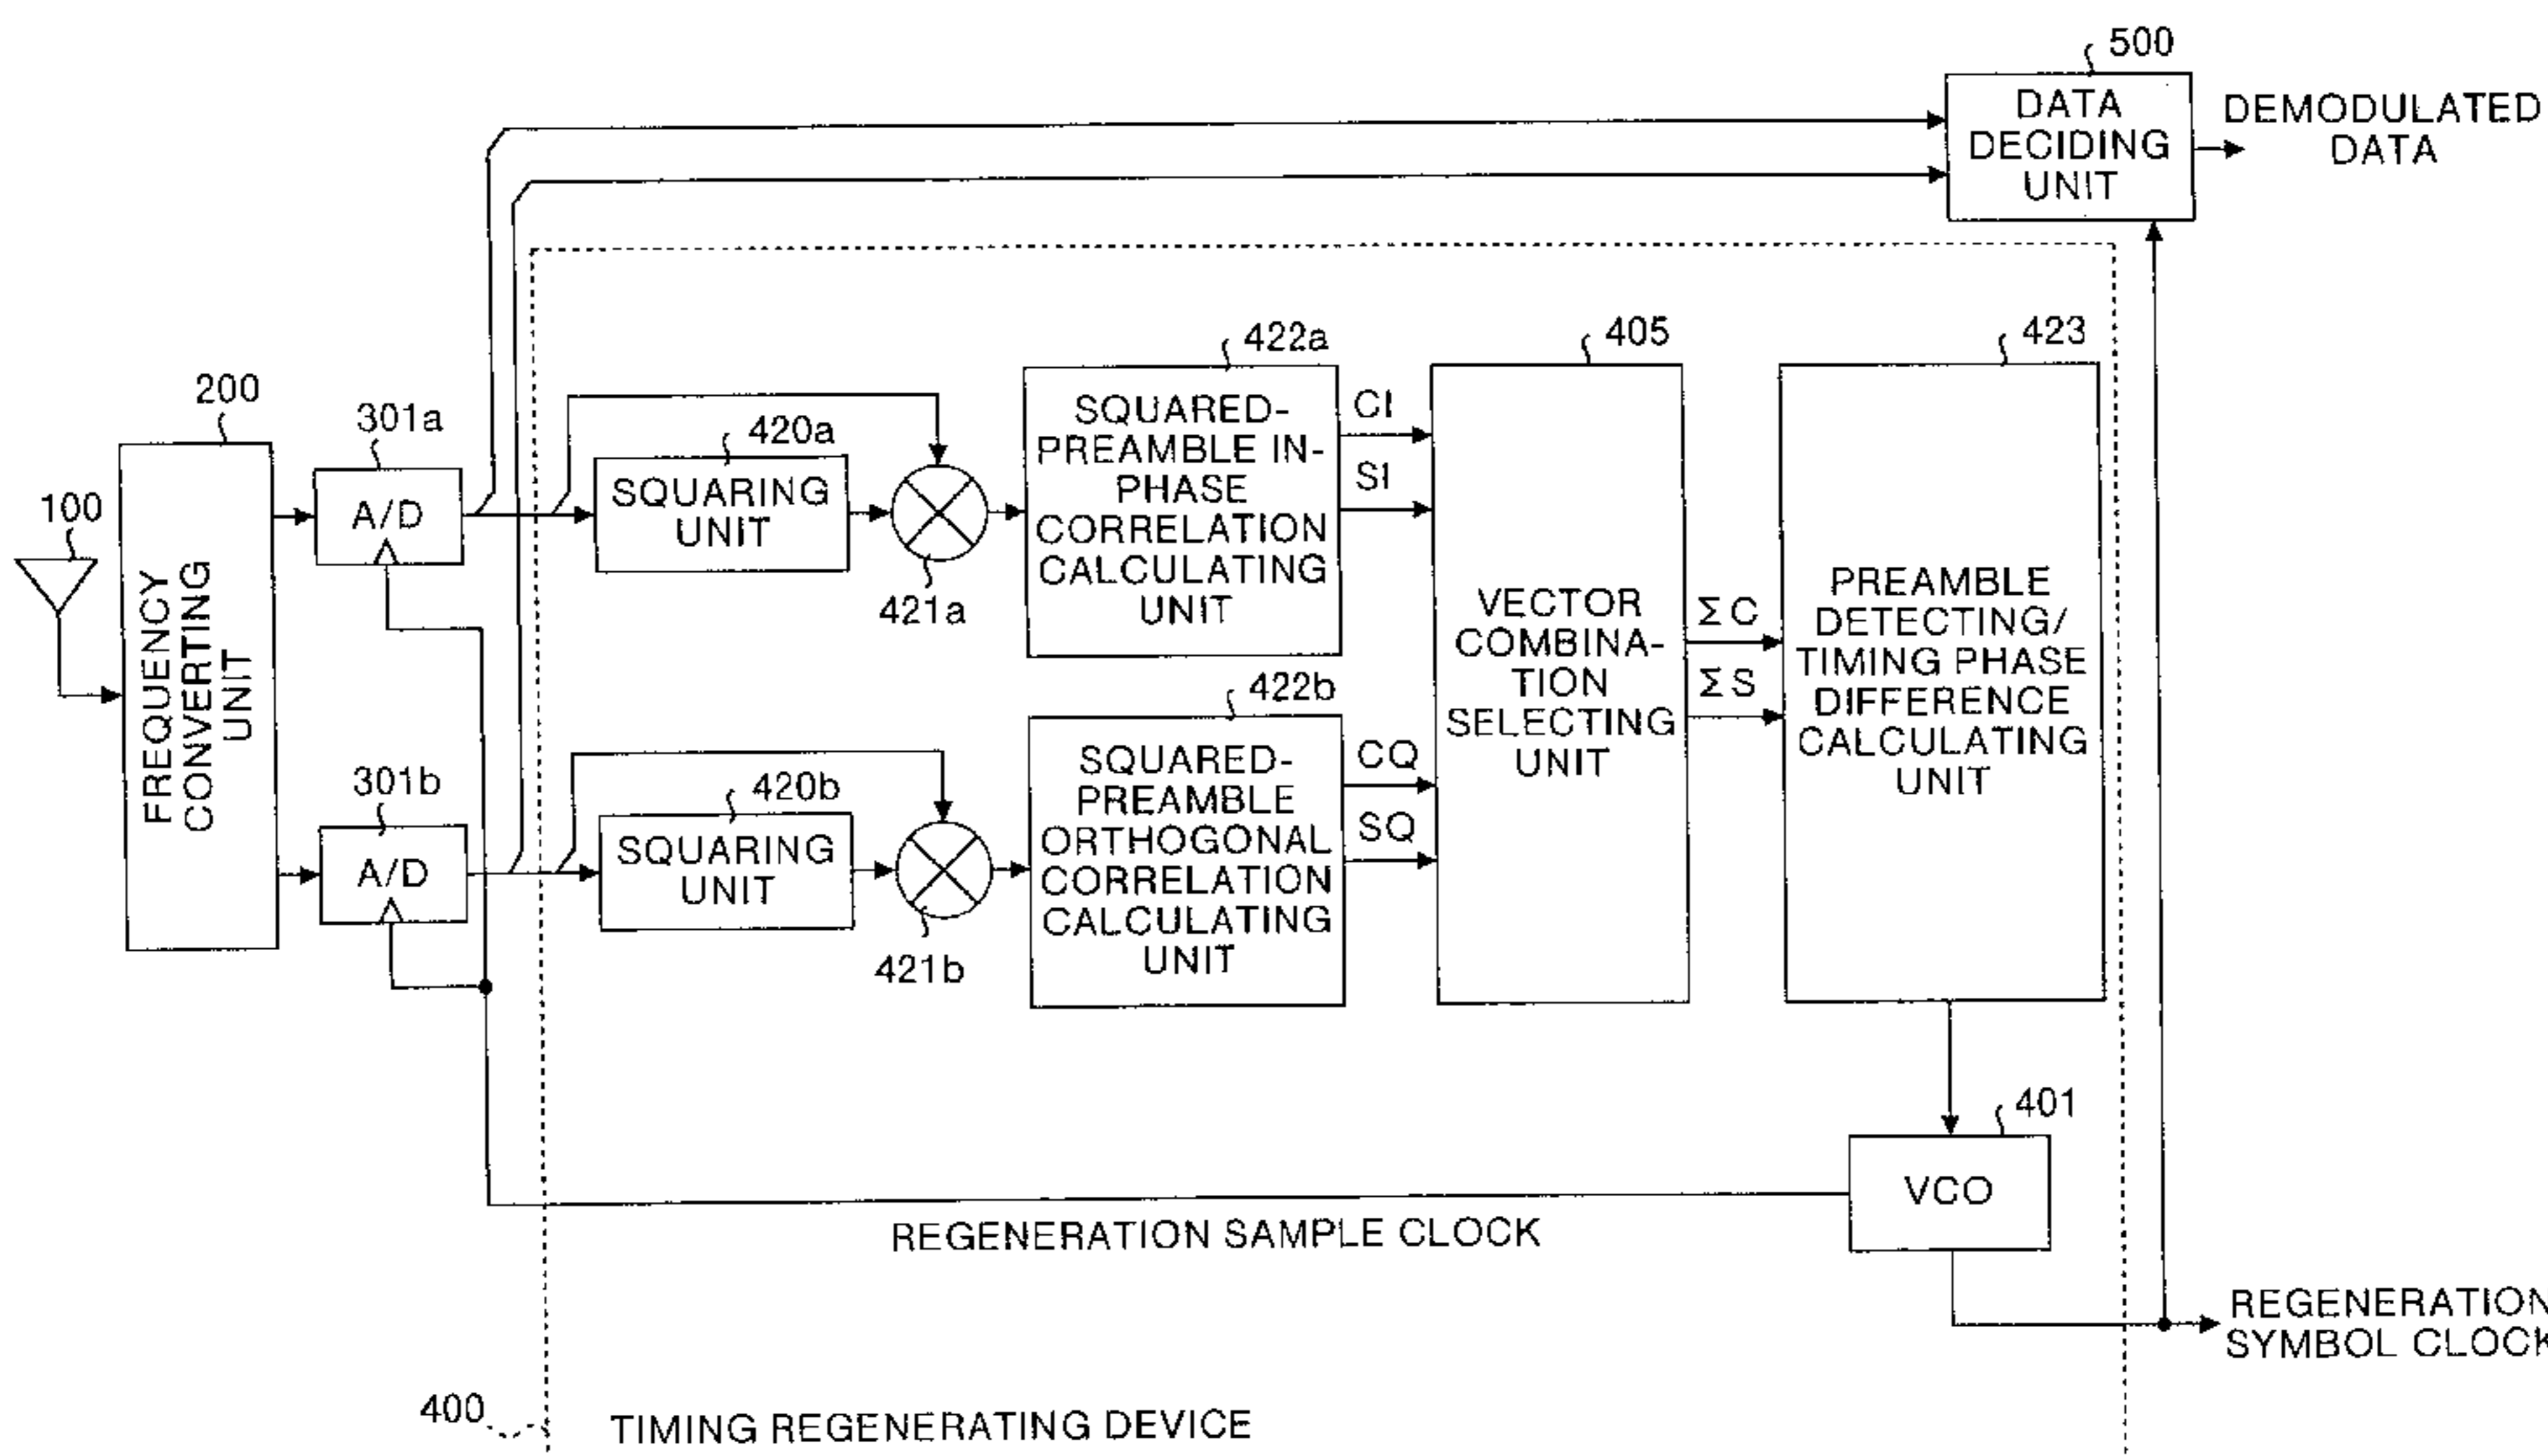 500
DATA
DECIDING
UNIT
DEMODULATED
DATA
100
200
FREQUENCY
CONVERTING
UNIT
301a
A/D
301b
A/D
420a
SQUARING
UNIT
421a
420b
SQUARING
UNIT
421b
422a
SQUARED-
PREAMBLE IN-
PHASE
CORRELATION
CALCULATING
UNIT
CI
SI
422b
SQUARED-
PREAMBLE
ORTHOGONAL
CORRELATION
CALCULATING
UNIT
CQ
SQ
405
VECTOR
COMBINA-
TION
SELECTING
UNIT
ΣC
ΣS
423
PREAMBLE
DETECTING/
TIMING PHASE
DIFFERENCE
CALCULATING
UNIT
401
VCO
REGENERATION SAMPLE CLOCK
REGENERATION
SYMBOL CLOCK
400
TIMING REGENERATING DEVICE